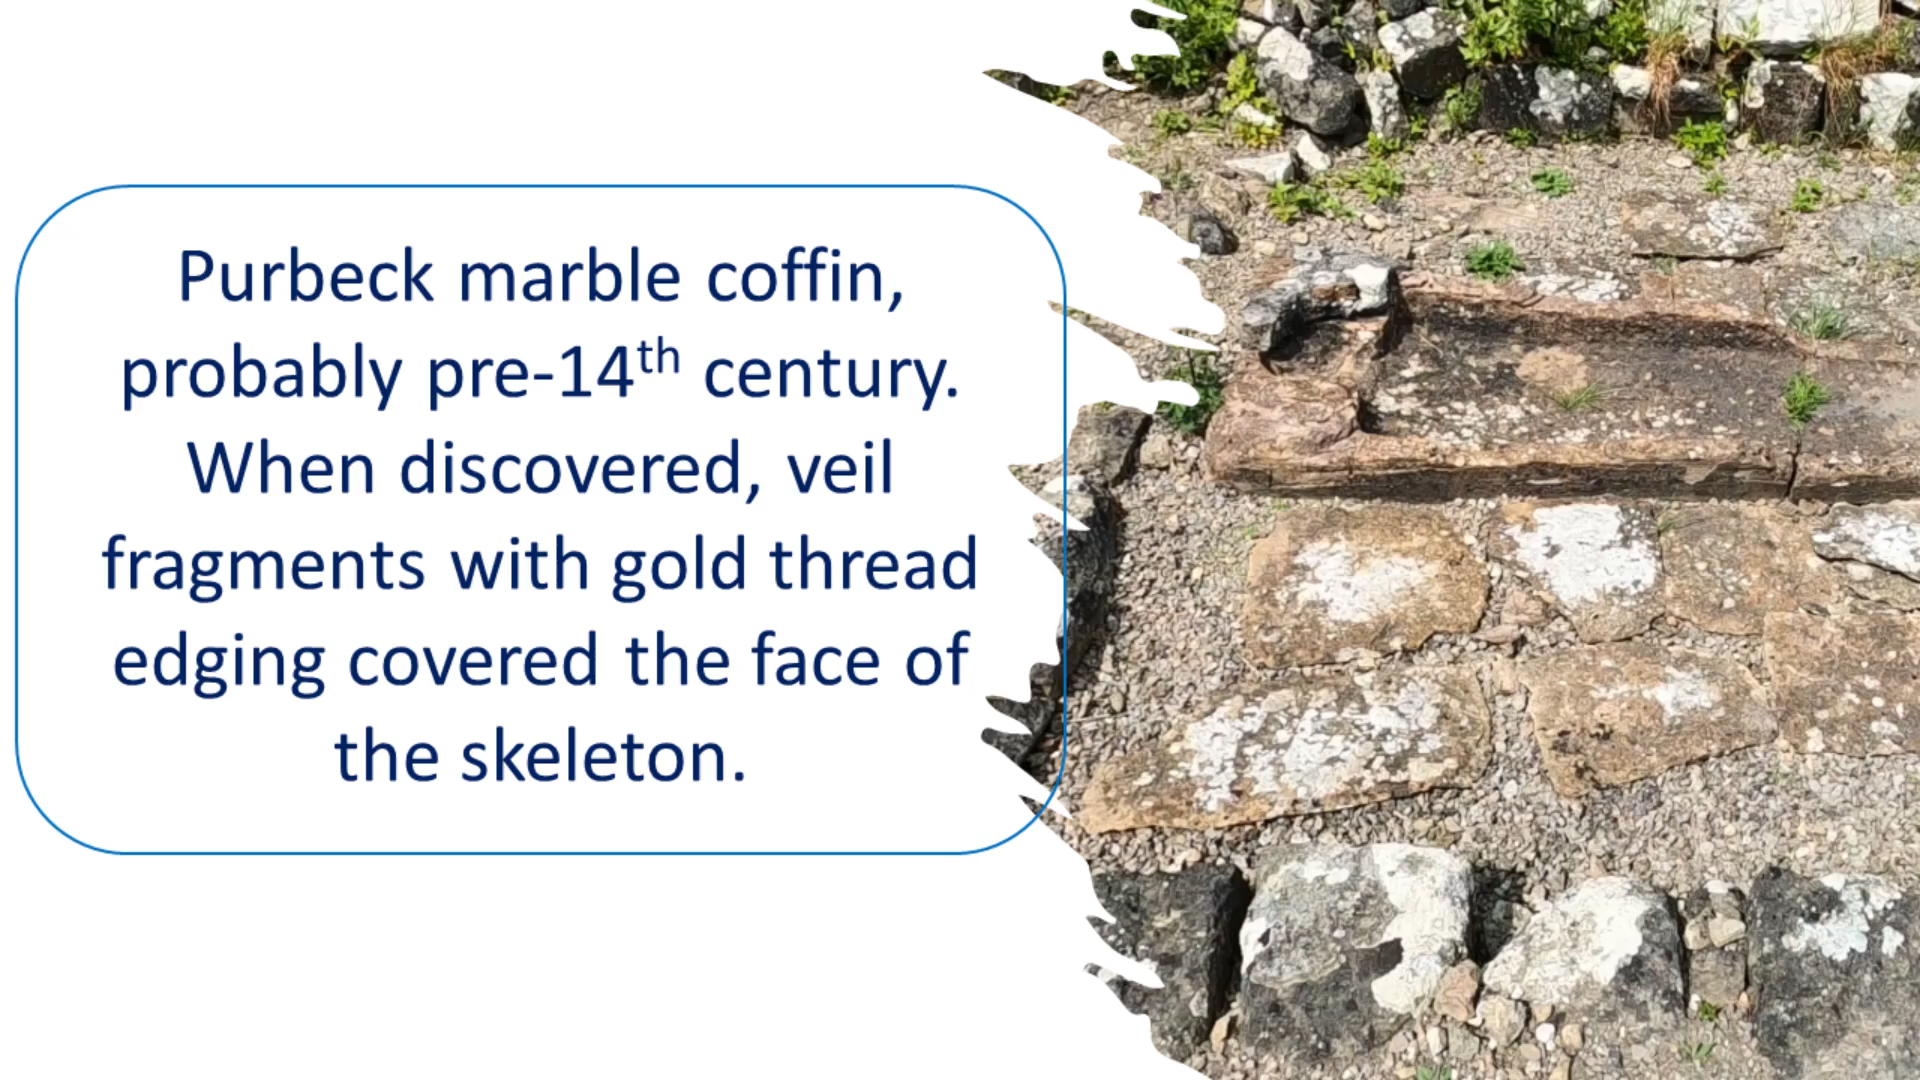 Purbeck marble coffin,
probably pre-14th century.
When discovered, veil
fragments with gold thread
edging covered the face of
the skeleton.